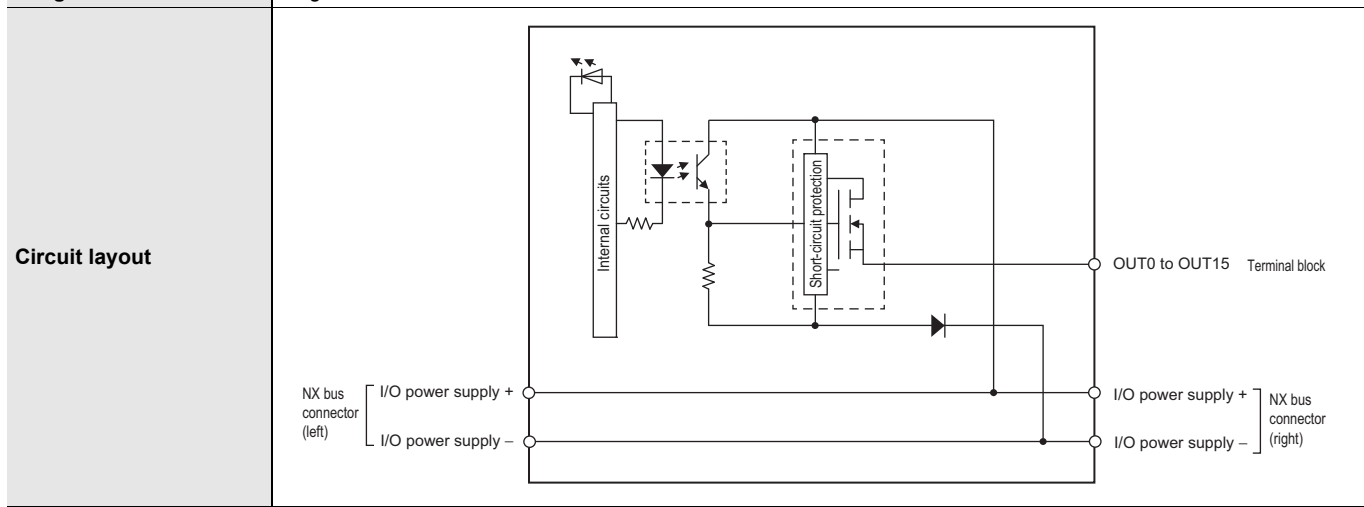 Circuit layout
Internal circuits
Short-circuit protection
OUT0 to OUT15 Terminal block
NX bus
connector
(left)
I/O power supply +
I/O power supply –
I/O power supply +
I/O power supply –
NX bus
connector
(right)